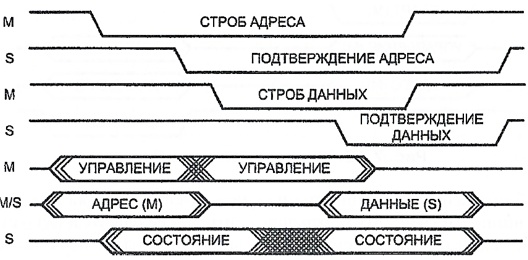 M СТРОБ АДРЕСА
S ПОДТВЕРЖДЕНИЕ АДРЕСА
M СТРОБ ДАННЫХ
S ПОДТВЕРЖДЕНИЕ
ДАННЫХ
M УПРАВЛЕНИЕ УПРАВЛЕНИЕ
M/S АДРЕС (M) ДАННЫЕ (S)
S СОСТОЯНИЕ СОСТОЯНИЕ